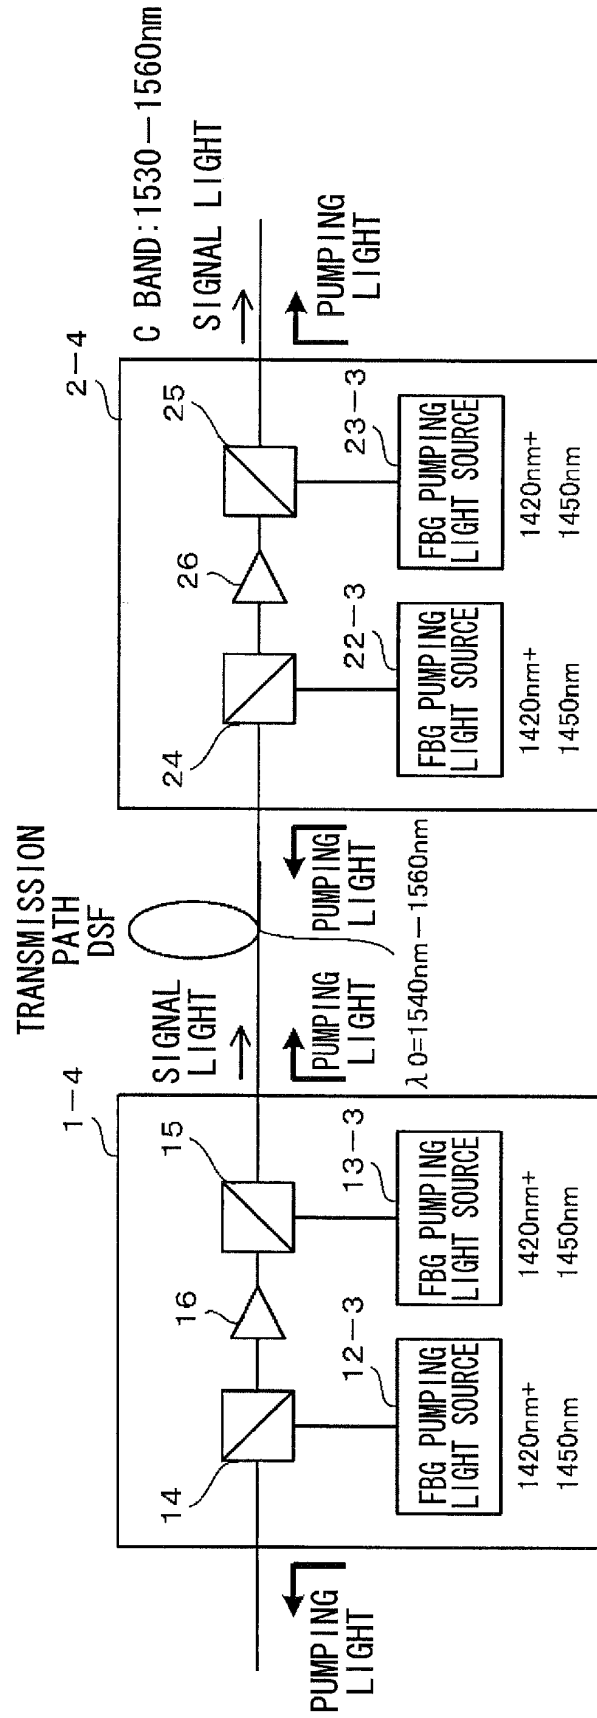 C BAND:1530-1560nm
SIGNAL LIGHT
PUMPING
LIGHT
2-4
25
26
24
23-3
22-3
FBG PUMPING
LIGHT SOURCE
1420nm+
1450nm
FBG PUMPING
LIGHT SOURCE
1420nm+
1450nm
TRANSMISSION
PATH
DSF
PUMPING
LIGHT
SIGNAL
LIGHT
PUMPING
LIGHT
λ0=1540nm-1560nm
1-4
15
16
14
13-3
12-3
FBG PUMPING
LIGHT SOURCE
1420nm+
1450nm
FBG PUMPING
LIGHT SOURCE
1420nm+
1450nm
PUMPING
LIGHT